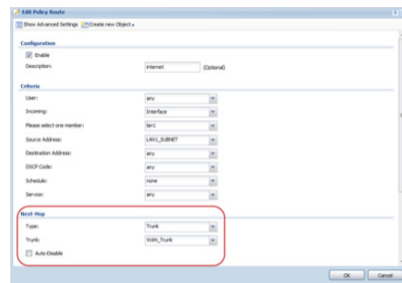 Edit Policy Route
Show Advanced Settings Create new Object
Configuration
Enable
Description: internet (Optional)
Criteria
User: any
Incoming: Interface
Please select one member: lan1
Source Address: LAN1_SUBNET
Destination Address: any
DSCP Code: any
Schedule: none
Service: any
Next-Hop
Type: Trunk
Trunk: WAN_Trunk
Auto-Disable
OK Cancel